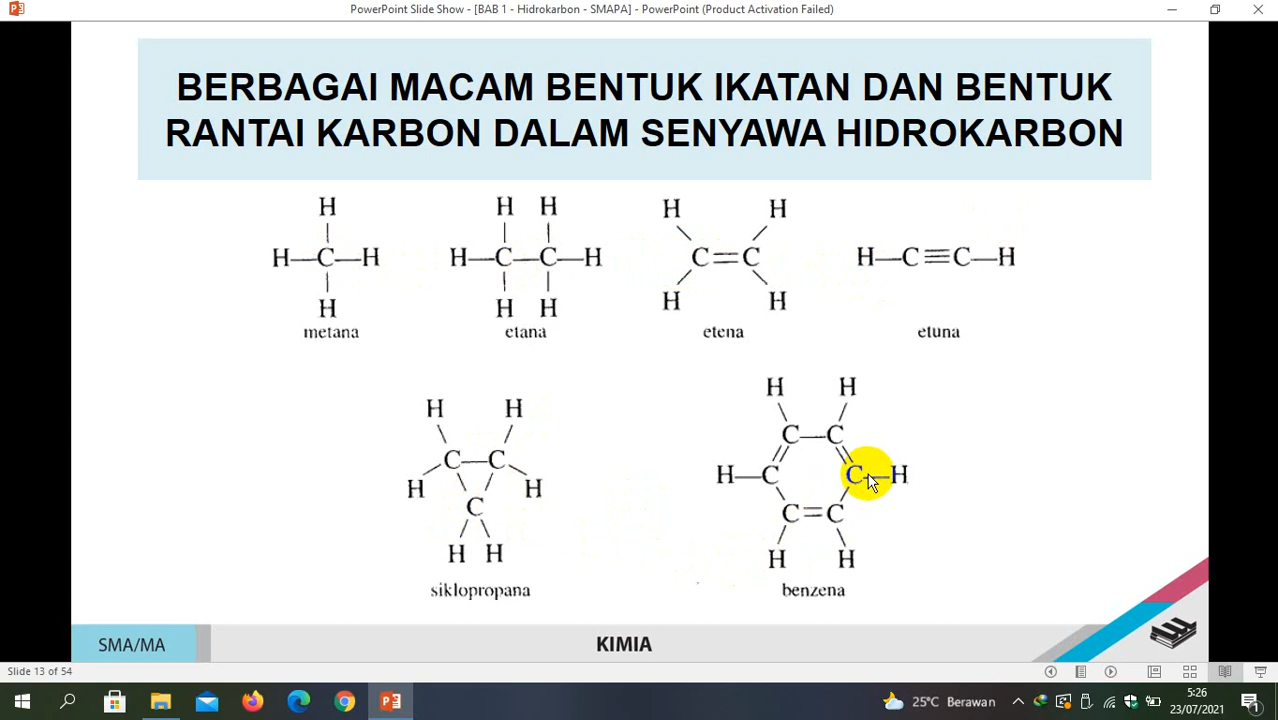 PowerPoint Slide Show - [BAB 1 - Hidrokarbon - SMAPA] - PowerPoint (Product Activation Failed)
BERBAGAI MACAM BENTUK IKATAN DAN BENTUK
RANTAI KARBON DALAM SENYAWA HIDROKARBON
H
H—C—H
H
metana
H H
H—C—C—H
H H
etana
H H
C=C
H H
etena
H—C≡C—H
etuna
H H
C—C
H H
C
H H
siklopropana
H H
C—C
H—C C—H
C=C
H H
benzena
SMA/MA
KIMIA
Slide 13 of 54
25°C Berawan
5:26
23/07/2021
1